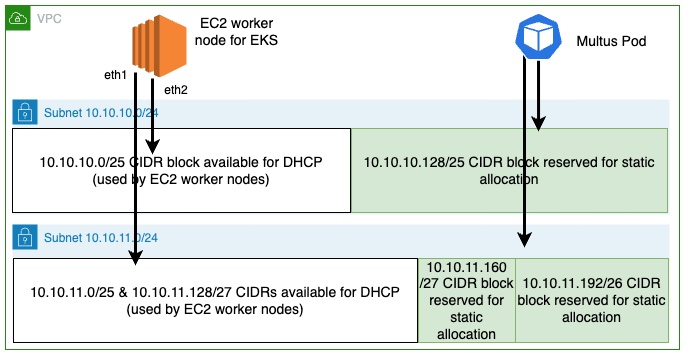 VPC
EC2 worker
node for EKS
Multus Pod
eth1
eth2
Subnet 10.10.10.0/24
10.10.10.0/25 CIDR block available for DHCP
(used by EC2 worker nodes)
10.10.10.128/25 CIDR block reserved for static
allocation
Subnet 10.10.11.0/24
10.10.11.0/25 & 10.10.11.128/27 CIDRs available for DHCP
(used by EC2 worker nodes)
10.10.11.160
/27 CIDR block
reserved for
static
allocation
10.10.11.192/26 CIDR
block reserved for static
allocation